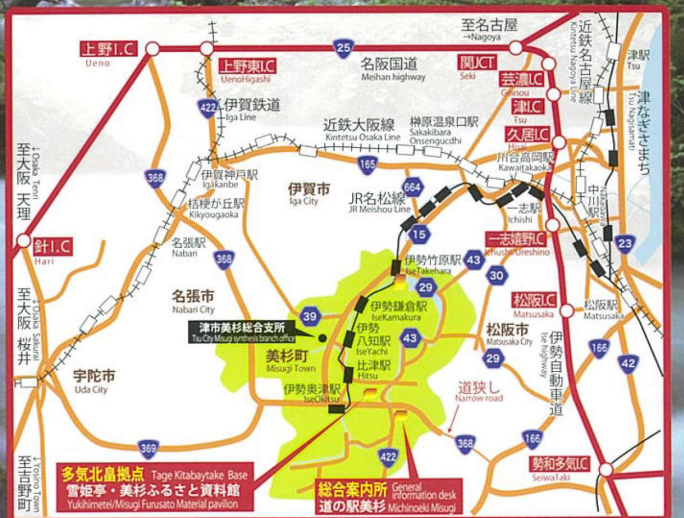 至名古屋
→Nagoya
上野I.C
Ueno
上野東I.C
UenoHigashi
25
名阪国道
Meihan highway
関JCT
Seki
近鉄名古屋線
Kintetsu Nagoya Line
津駅
Tsu
芸濃I.C
津I.C
Tsu
津なぎさまち
Tsu Nagisamati
422
伊賀鉄道
Iga Line
近鉄大阪線
Kintetsu Osaka Line
榊原温泉口駅
Sakakibara
Onsengucdhi
久居I.C
Hisai
川合高岡駅
Kawaitakaoka
↓Osaka Tenri
至大阪 天理
368
伊賀神戸駅
Igakanbe
165
伊賀市
Iga City
664
JR名松線
JR Meishou Line
一志駅
Ichishi
中川駅
桔梗が丘駅
Kikyougaoka
15
一志嬉野I.C
Ichishi/Ureshino
23
針I.C
Hari
名張駅
Nabari
368
伊勢竹原駅
IseTakehara
43
30
29
↓Osaka Sakurai
至大阪 桜井
名張市
Nabari City
39
伊勢鎌倉駅
IseKamakura
松阪I.C
Matsusaka
松阪駅
Matsusaka
津市美杉総合支所
Tsu City Misugi synthesis branch office
伊勢
八知駅
IseYachi
43
松阪市
Matsusaka City
伊勢自動車道
Ise highway
166
美杉町
Misugi Town
比津駅
Hitsu
29
42
宇陀市
Uda City
伊勢奥津駅
IseOkitsu
道狭し
Narrow road
369
368
166
422
↓Yosino Town
至吉野町
多気北畠拠点 Tage Kitabaytake Base
雪姫亭・美杉ふるさと資料館
Yukihimetei/Misugi Furusato Material pavilion
総合案内所 General
information desk
道の駅美杉 Michinoeki Misugi
勢和多気I.C
SeiwaTaki